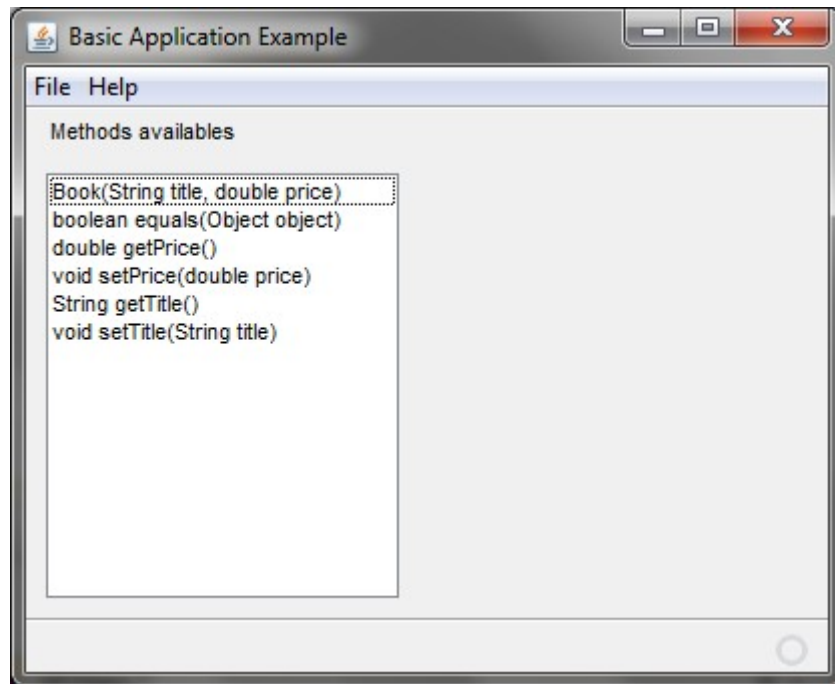 Basic Application Example
File Help
Methods availables
Book(String title, double price)
boolean equals(Object object)
double getPrice()
void setPrice(double price)
String getTitle()
void setTitle(String title)